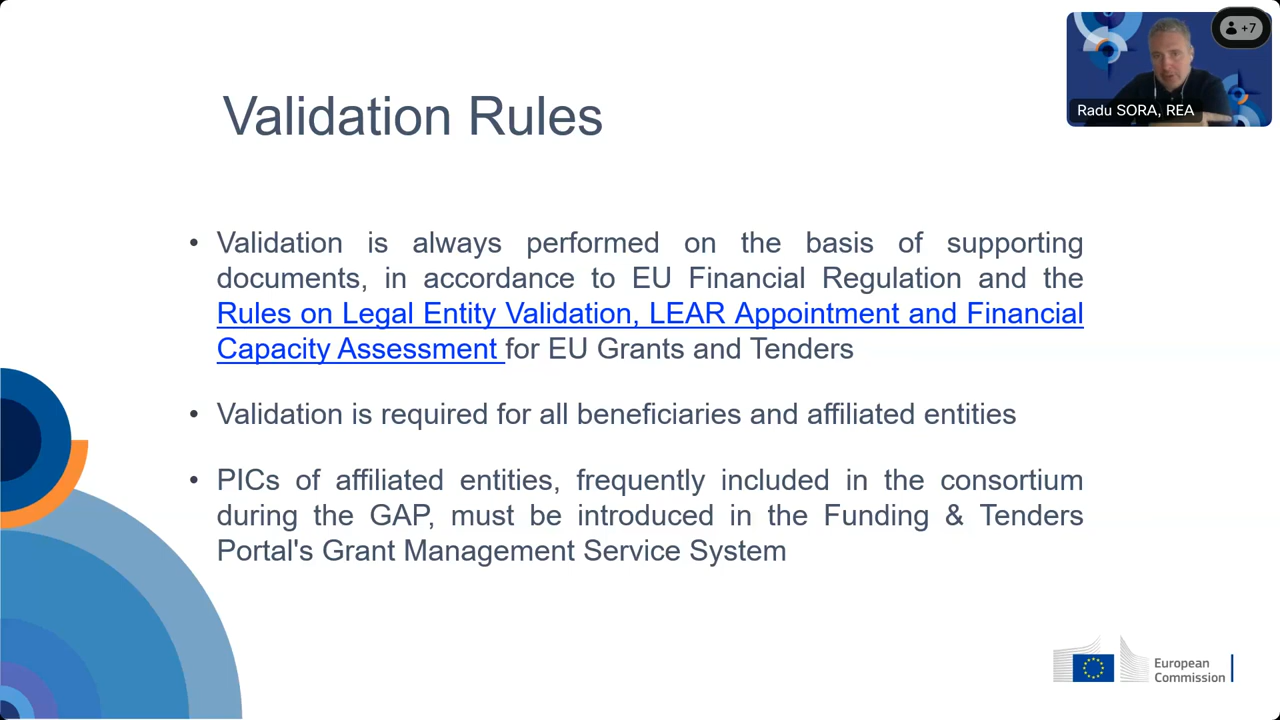 +7
Radu SORA, REA
Validation Rules
• Validation is always performed on the basis of supporting
documents, in accordance to EU Financial Regulation and the
Rules on Legal Entity Validation, LEAR Appointment and Financial
Capacity Assessment for EU Grants and Tenders
• Validation is required for all beneficiaries and affiliated entities
• PICs of affiliated entities, frequently included in the consortium
during the GAP, must be introduced in the Funding & Tenders
Portal's Grant Management Service System
European
Commission